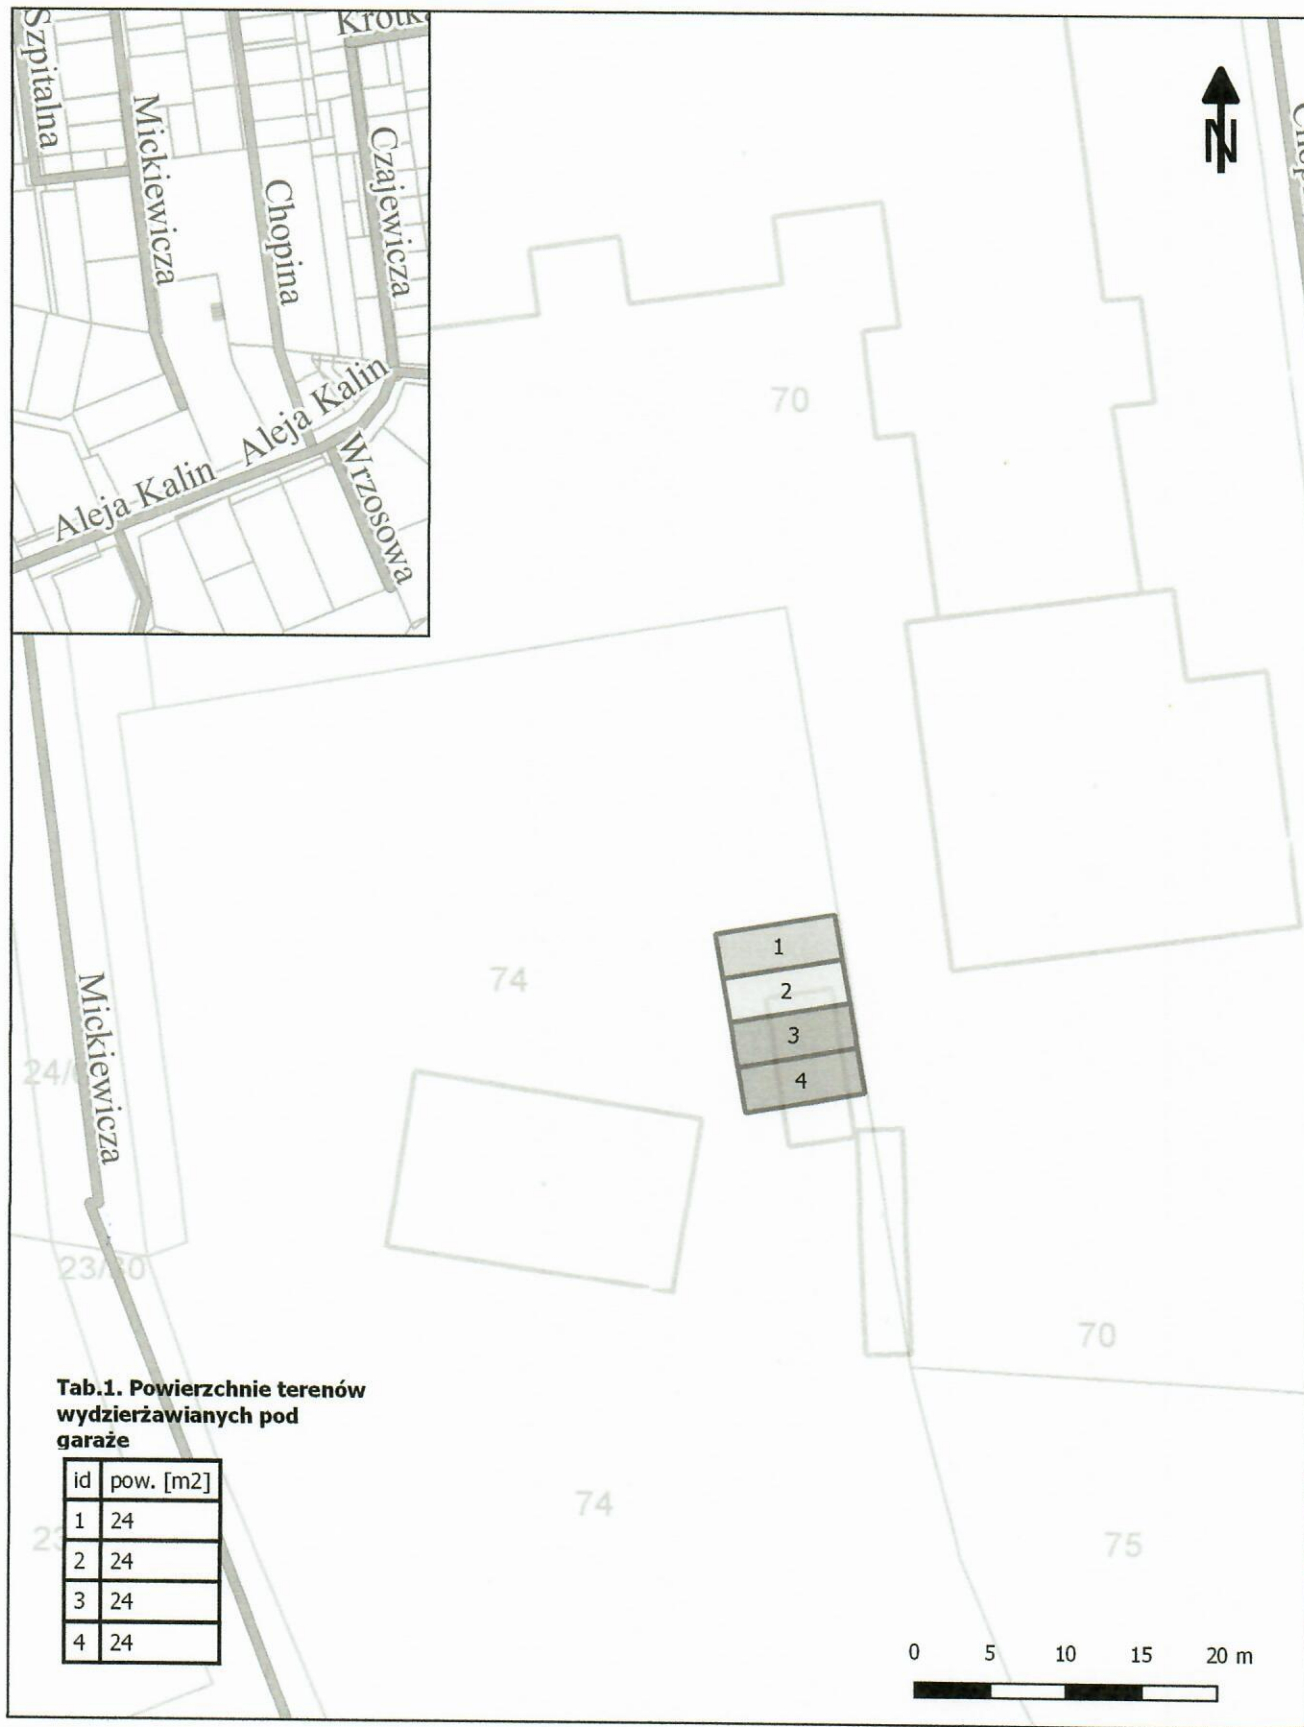 Szpitalna
Mickiewicza
Chopina
Czajewicza
Aleja Kalin
Aleja Kalin
Wrzosowa
N
70
74
1
2
3
4
Mickiewicza
70
74
75
Tab.1. Powierzchnie terenów
wydzierżawianych pod
garaże
id pow. [m2]
1 24
2 24
3 24
4 24
0 5 10 15 20 m